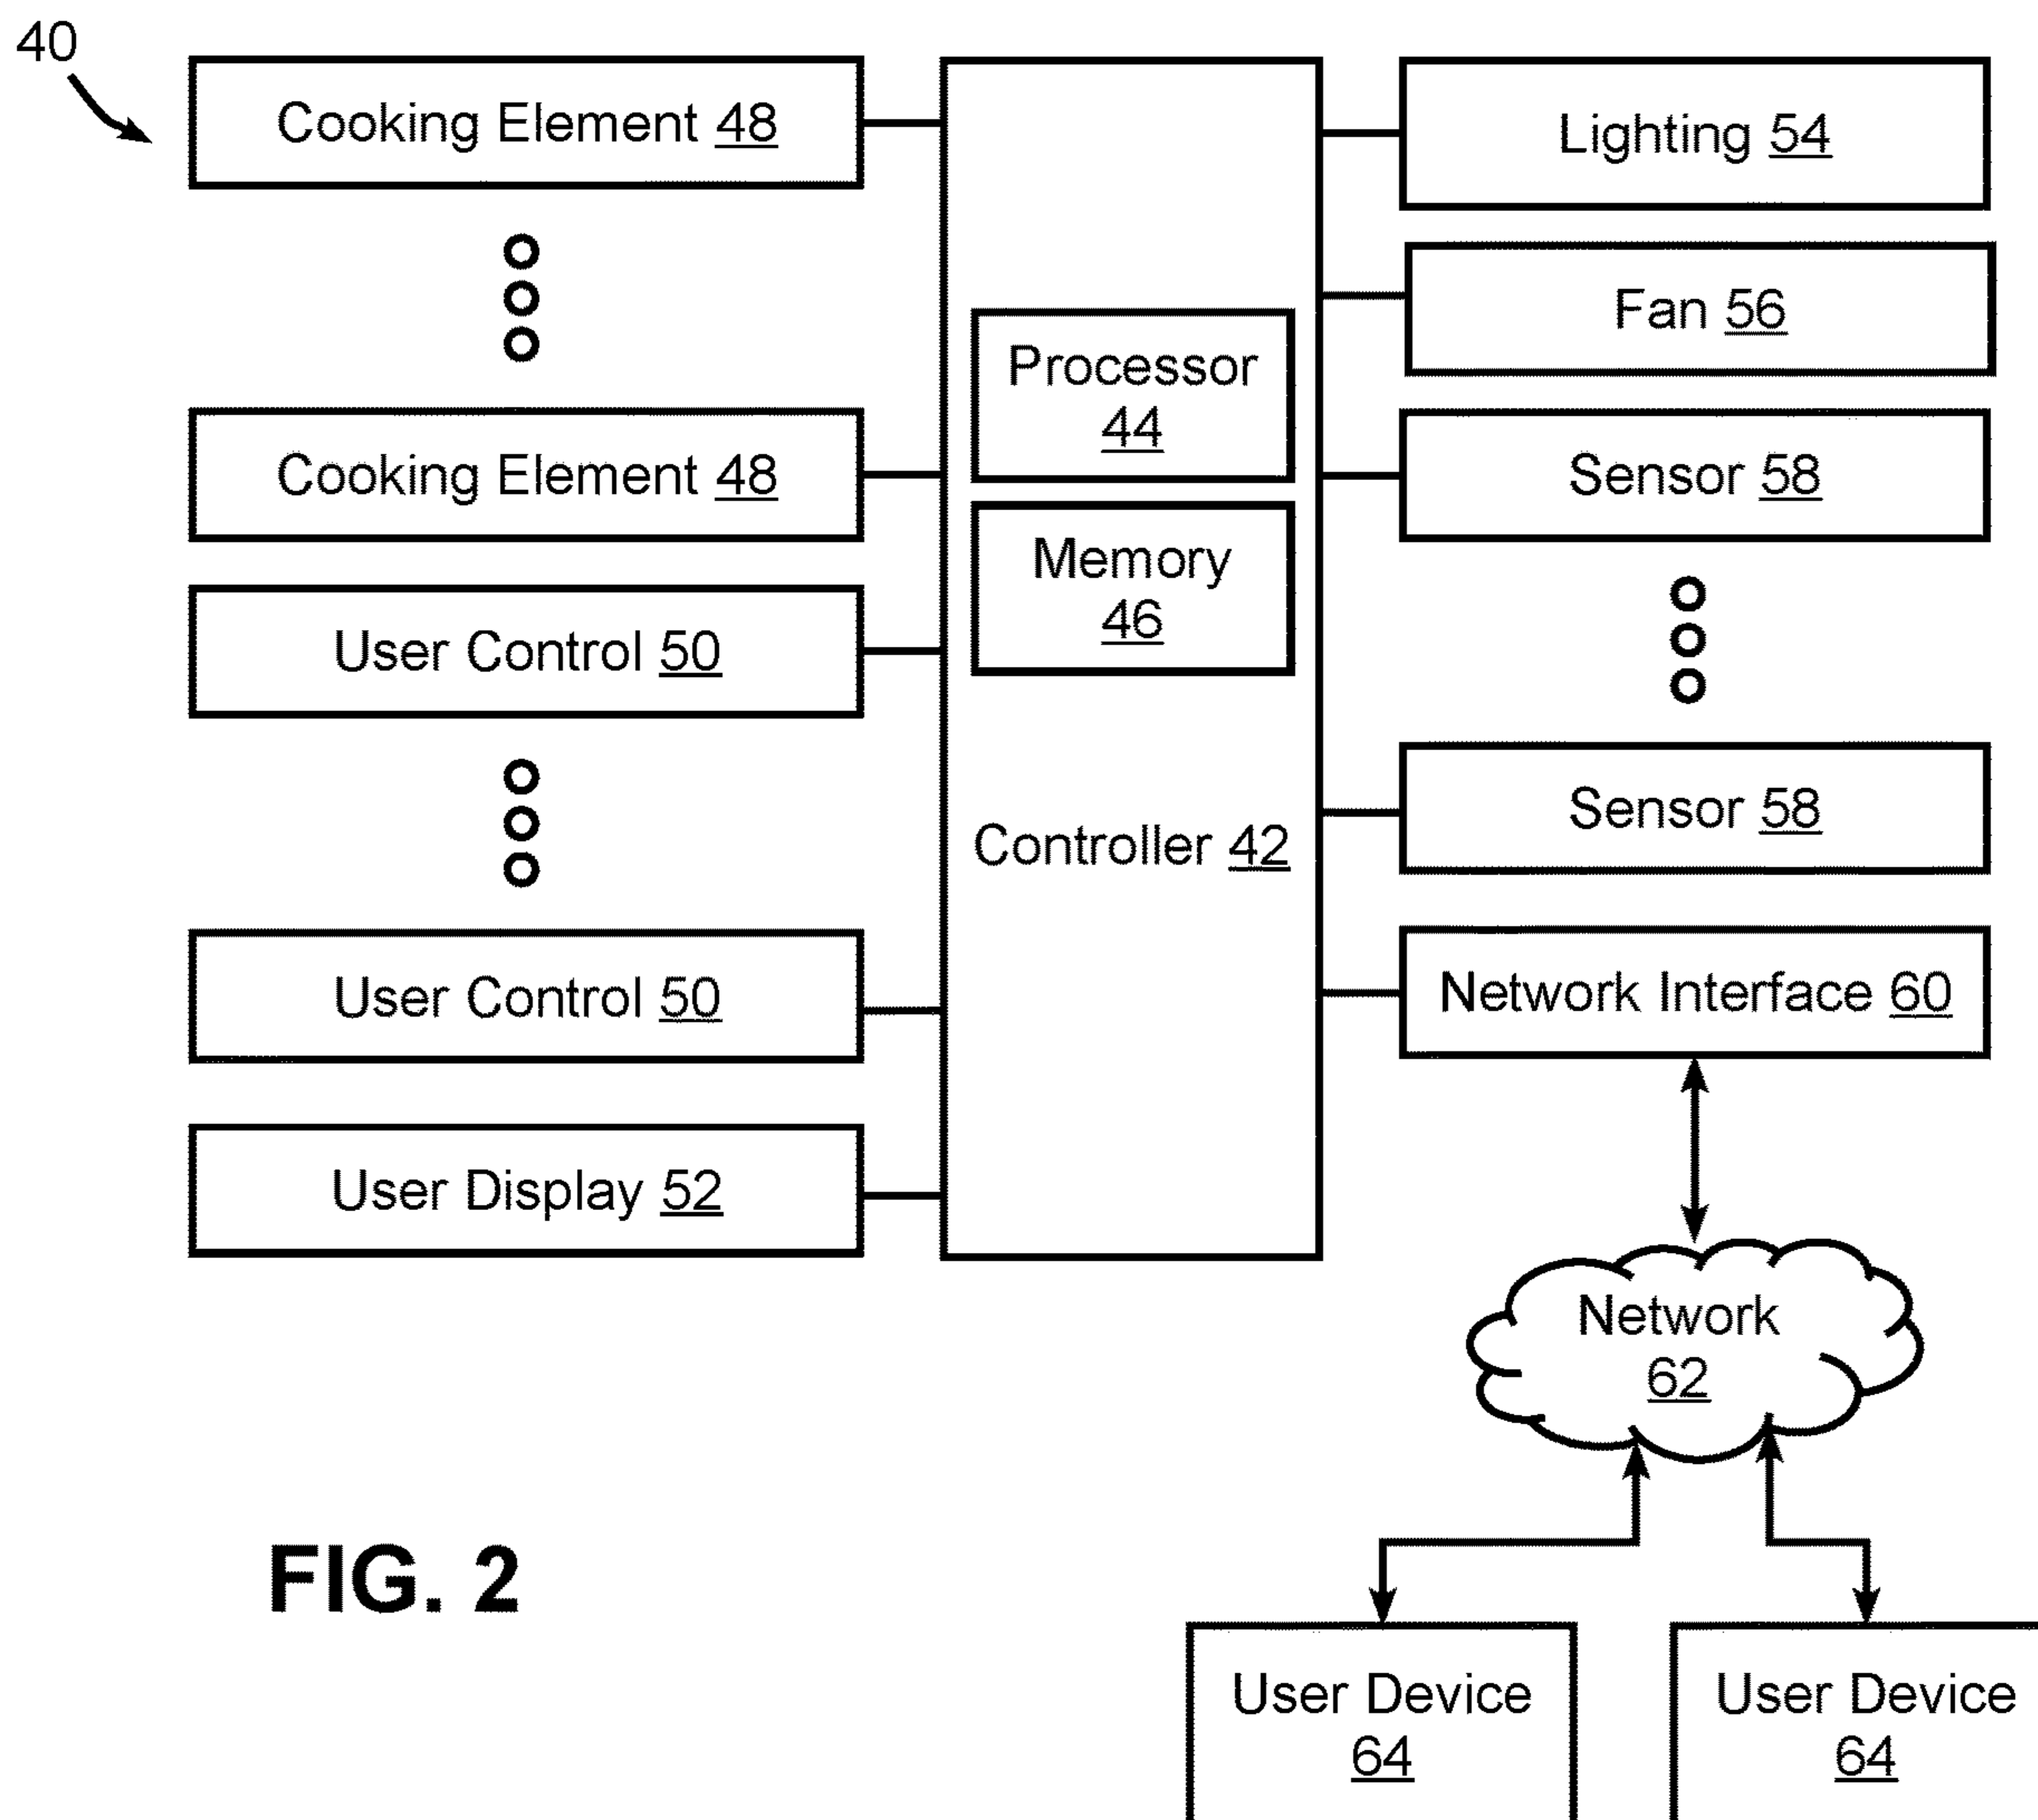 40
Cooking Element 48
Cooking Element 48
User Control 50
User Control 50
User Display 52
Processor
44
Memory
46
Controller 42
Lighting 54
Fan 56
Sensor 58
Sensor 58
Network Interface 60
Network
62
User Device
64
User Device
64
FIG. 2